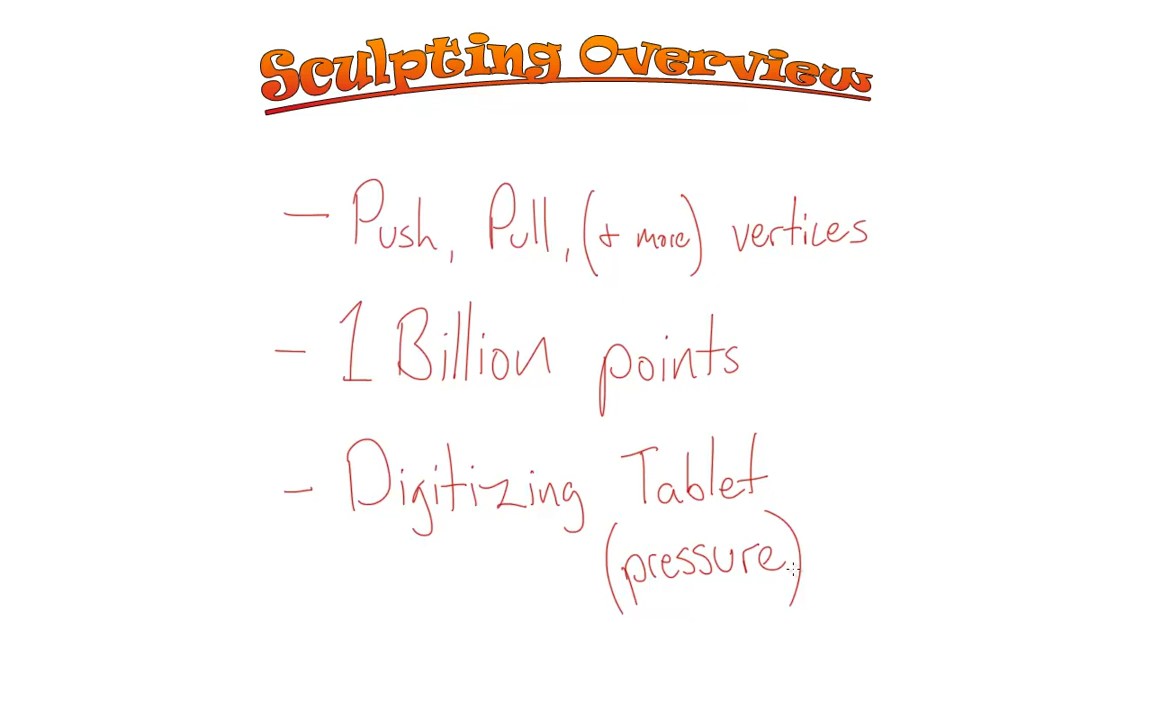 Sculpting Overview
- Push, Pull, (+ more) vertices
- 1 Billion points
- Digitizing Tablet
(pressure)